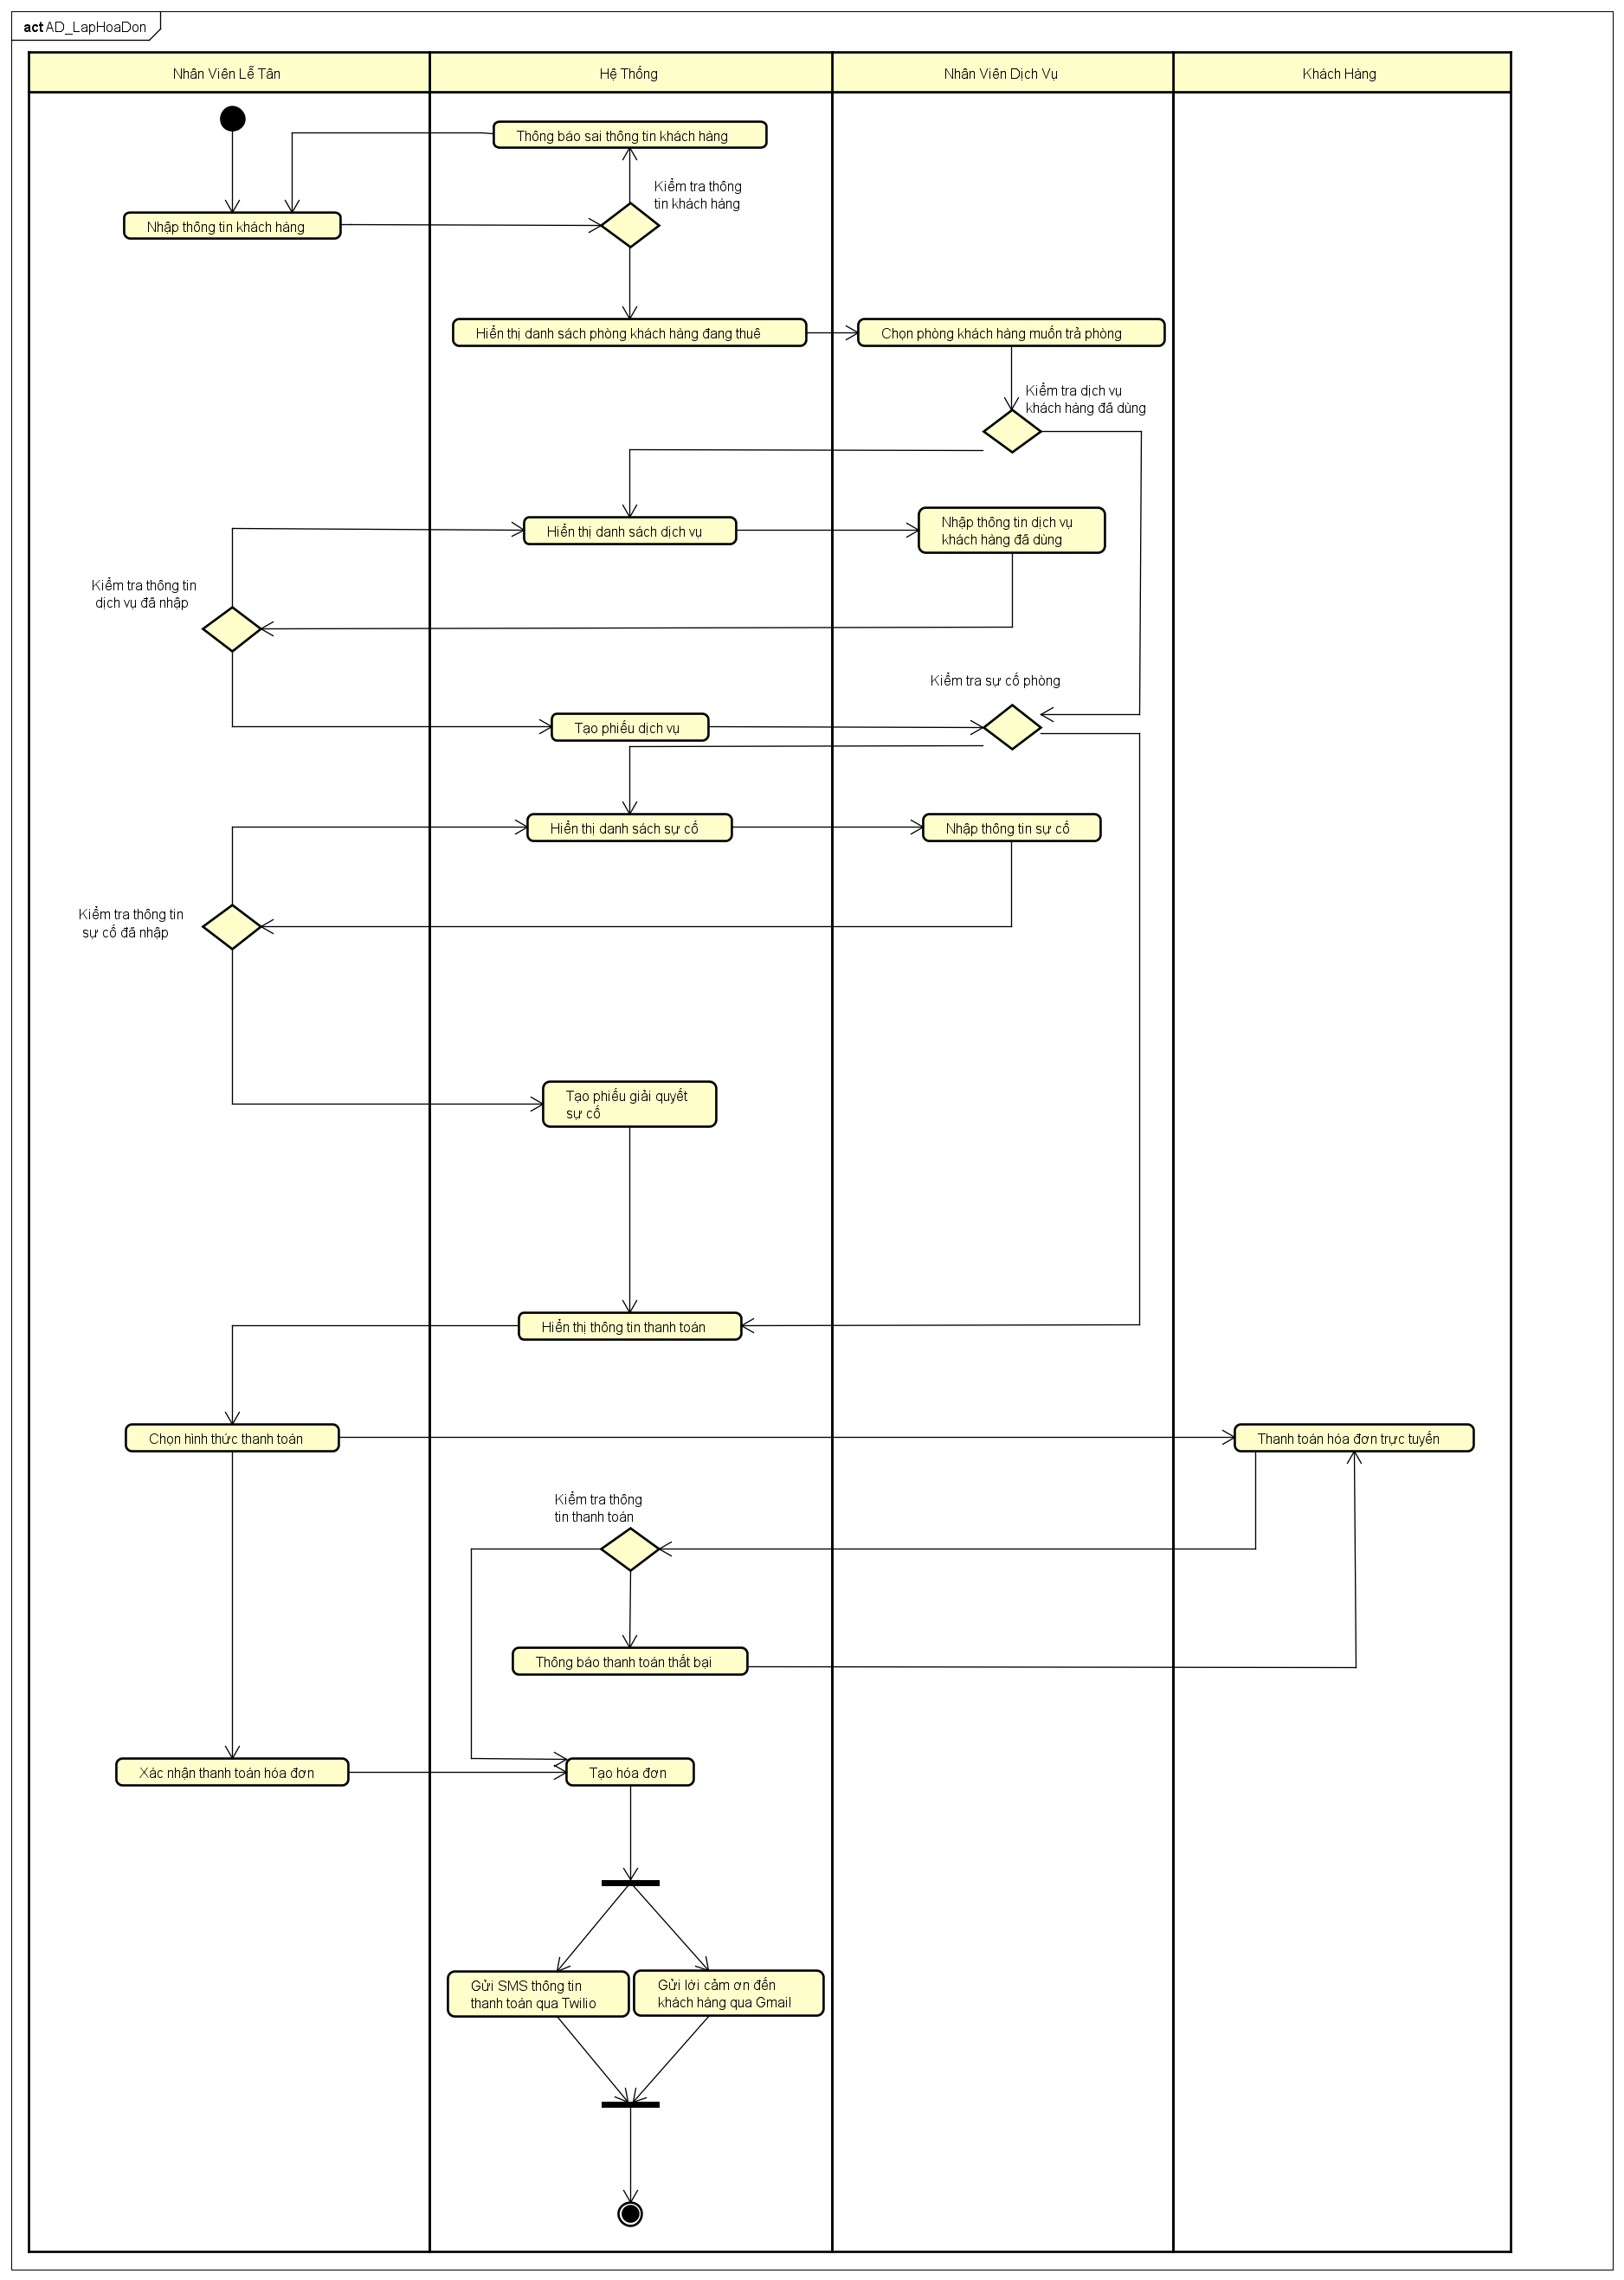 act AD_LapHoaDon
Nhân Viên Lễ Tân
Hệ Thống
Nhân Viên Dịch Vụ
Khách Hàng
Thông báo sai thông tin khách hàng
Kiểm tra thông
tin khách hàng
Nhập thông tin khách hàng
Hiển thị danh sách phòng khách hàng đang thuê
Chọn phòng khách hàng muốn trả phòng
Kiểm tra dịch vụ
khách hàng đã dùng
Hiển thị danh sách dịch vụ
Nhập thông tin dịch vụ
khách hàng đã dùng
Kiểm tra thông tin
dịch vụ đã nhập
Kiểm tra sự cố phòng
Tạo phiếu dịch vụ
Hiển thị danh sách sự cố
Nhập thông tin sự cố
Kiểm tra thông tin
sự cố đã nhập
Tạo phiếu giải quyết
sự cố
Hiển thị thông tin thanh toán
Chọn hình thức thanh toán
Thanh toán hóa đơn trực tuyến
Kiểm tra thông
tin thanh toán
Thông báo thanh toán thất bại
Xác nhận thanh toán hóa đơn
Tạo hóa đơn
Gửi SMS thông tin
thanh toán qua Twilio
Gửi lời cảm ơn đến
khách hàng qua Gmail